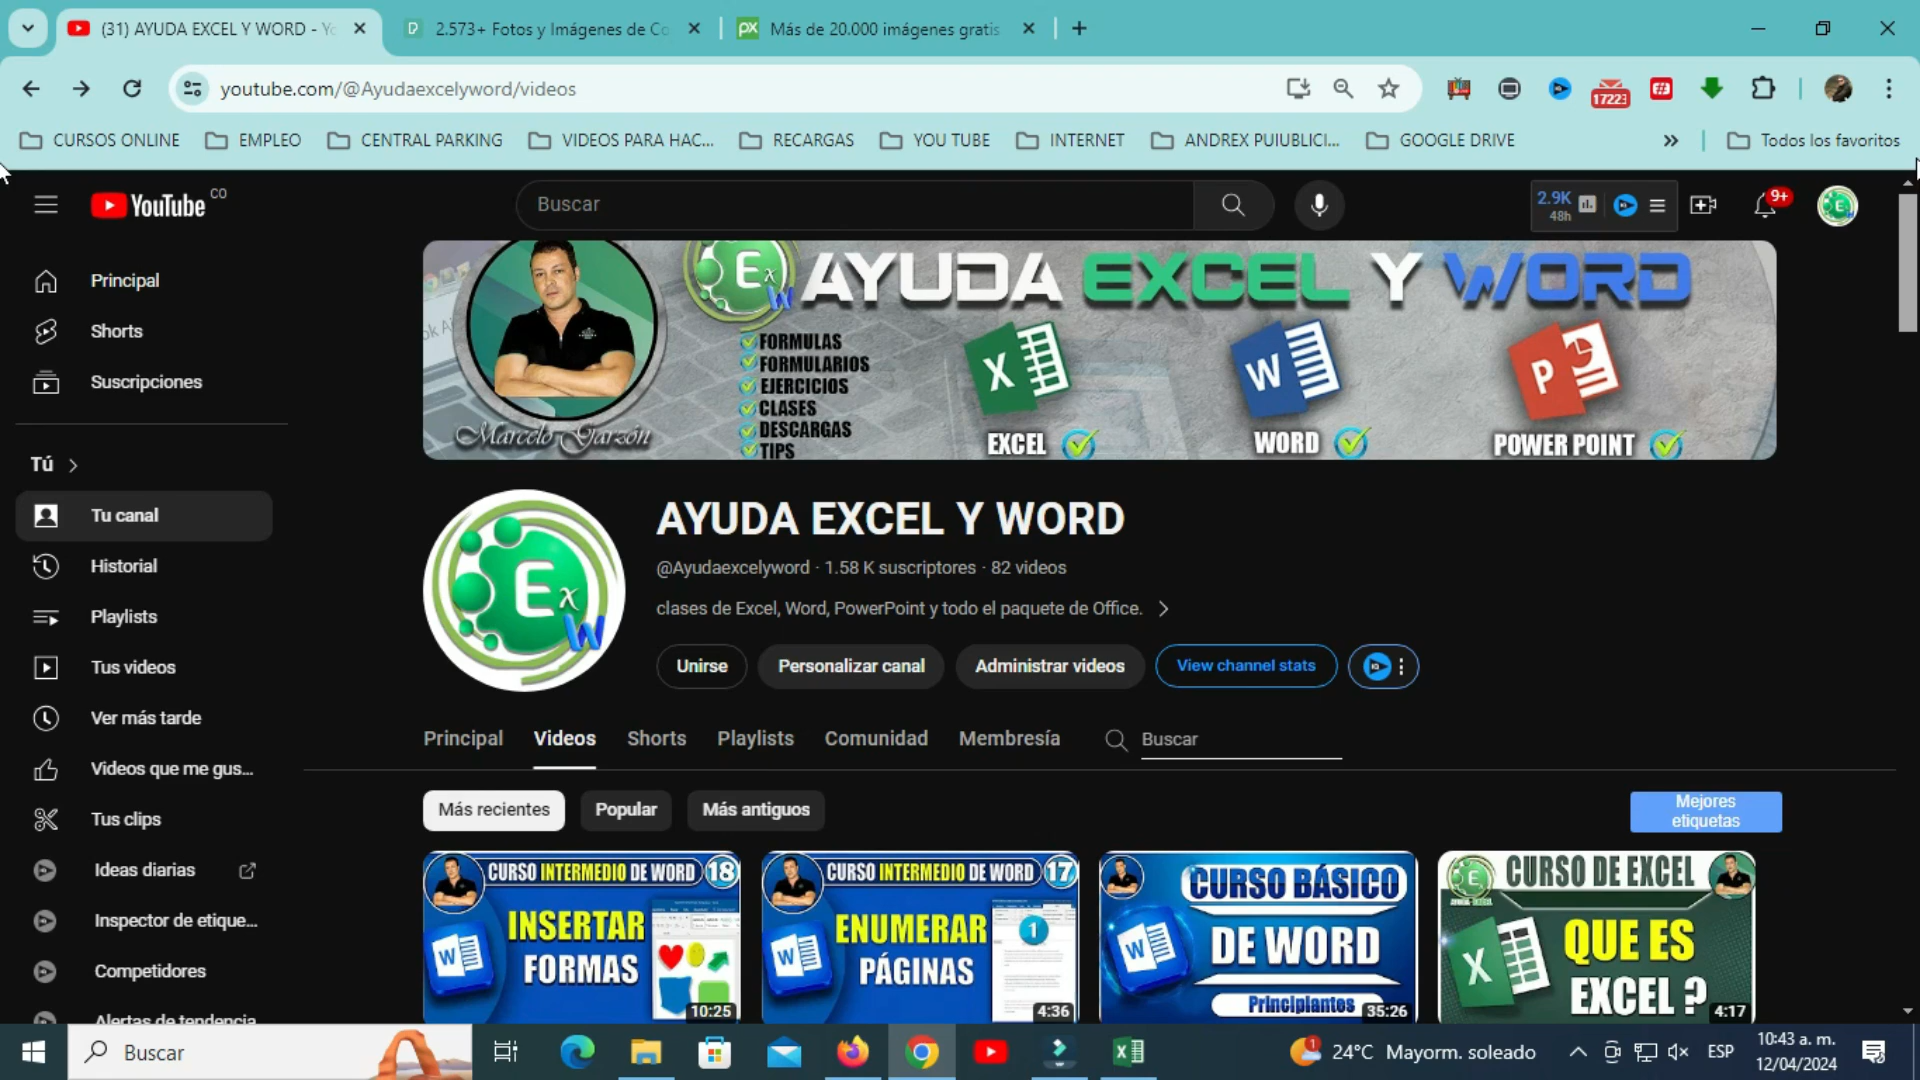 (31) AYUDA EXCEL Y WORD - Yo
2.573+ Fotos y Imágenes de Co
Más de 20.000 imágenes gratis
youtube.com/@Ayudaexcelyword/videos
17223
CURSOS ONLINE
EMPLEO
CENTRAL PARKING
VIDEOS PARA HAC...
RECARGAS
YOU TUBE
INTERNET
ANDREX PUIUBLICI...
GOOGLE DRIVE
»
Todos los favoritos
YouTube CO
Buscar
2.9K
48h
9+
Principal
Shorts
Suscripciones
Tú
Tu canal
Historial
Playlists
Tus videos
Ver más tarde
Videos que me gus...
Tus clips
Ideas diarias
Inspector de etique...
Competidores
Alertas de tendencia
AYUDA EXCEL Y WORD
FORMULAS
FORMULARIOS
EJERCICIOS
CLASES
DESCARGAS
TIPS
Marcelo Garzón
EXCEL
WORD
POWER POINT
AYUDA EXCEL Y WORD
@Ayudaexcelyword · 1.58 K suscriptores · 82 videos
clases de Excel, Word, PowerPoint y todo el paquete de Office.
Unirse
Personalizar canal
Administrar videos
View channel stats
Principal
Videos
Shorts
Playlists
Comunidad
Membresía
Buscar
Más recientes
Popular
Más antiguos
Mejores
etiquetas
CURSO INTERMEDIO DE WORD 18
INSERTAR
FORMAS
10:25
CURSO INTERMEDIO DE WORD 17
ENUMERAR
PÁGINAS
1
4:36
CURSO BÁSICO
DE WORD
Principiantes
35:26
CURSO DE EXCEL
QUE ES
EXCEL ?
4:17
Buscar
24°C Mayorm. soleado
ESP
10:43 a. m.
12/04/2024